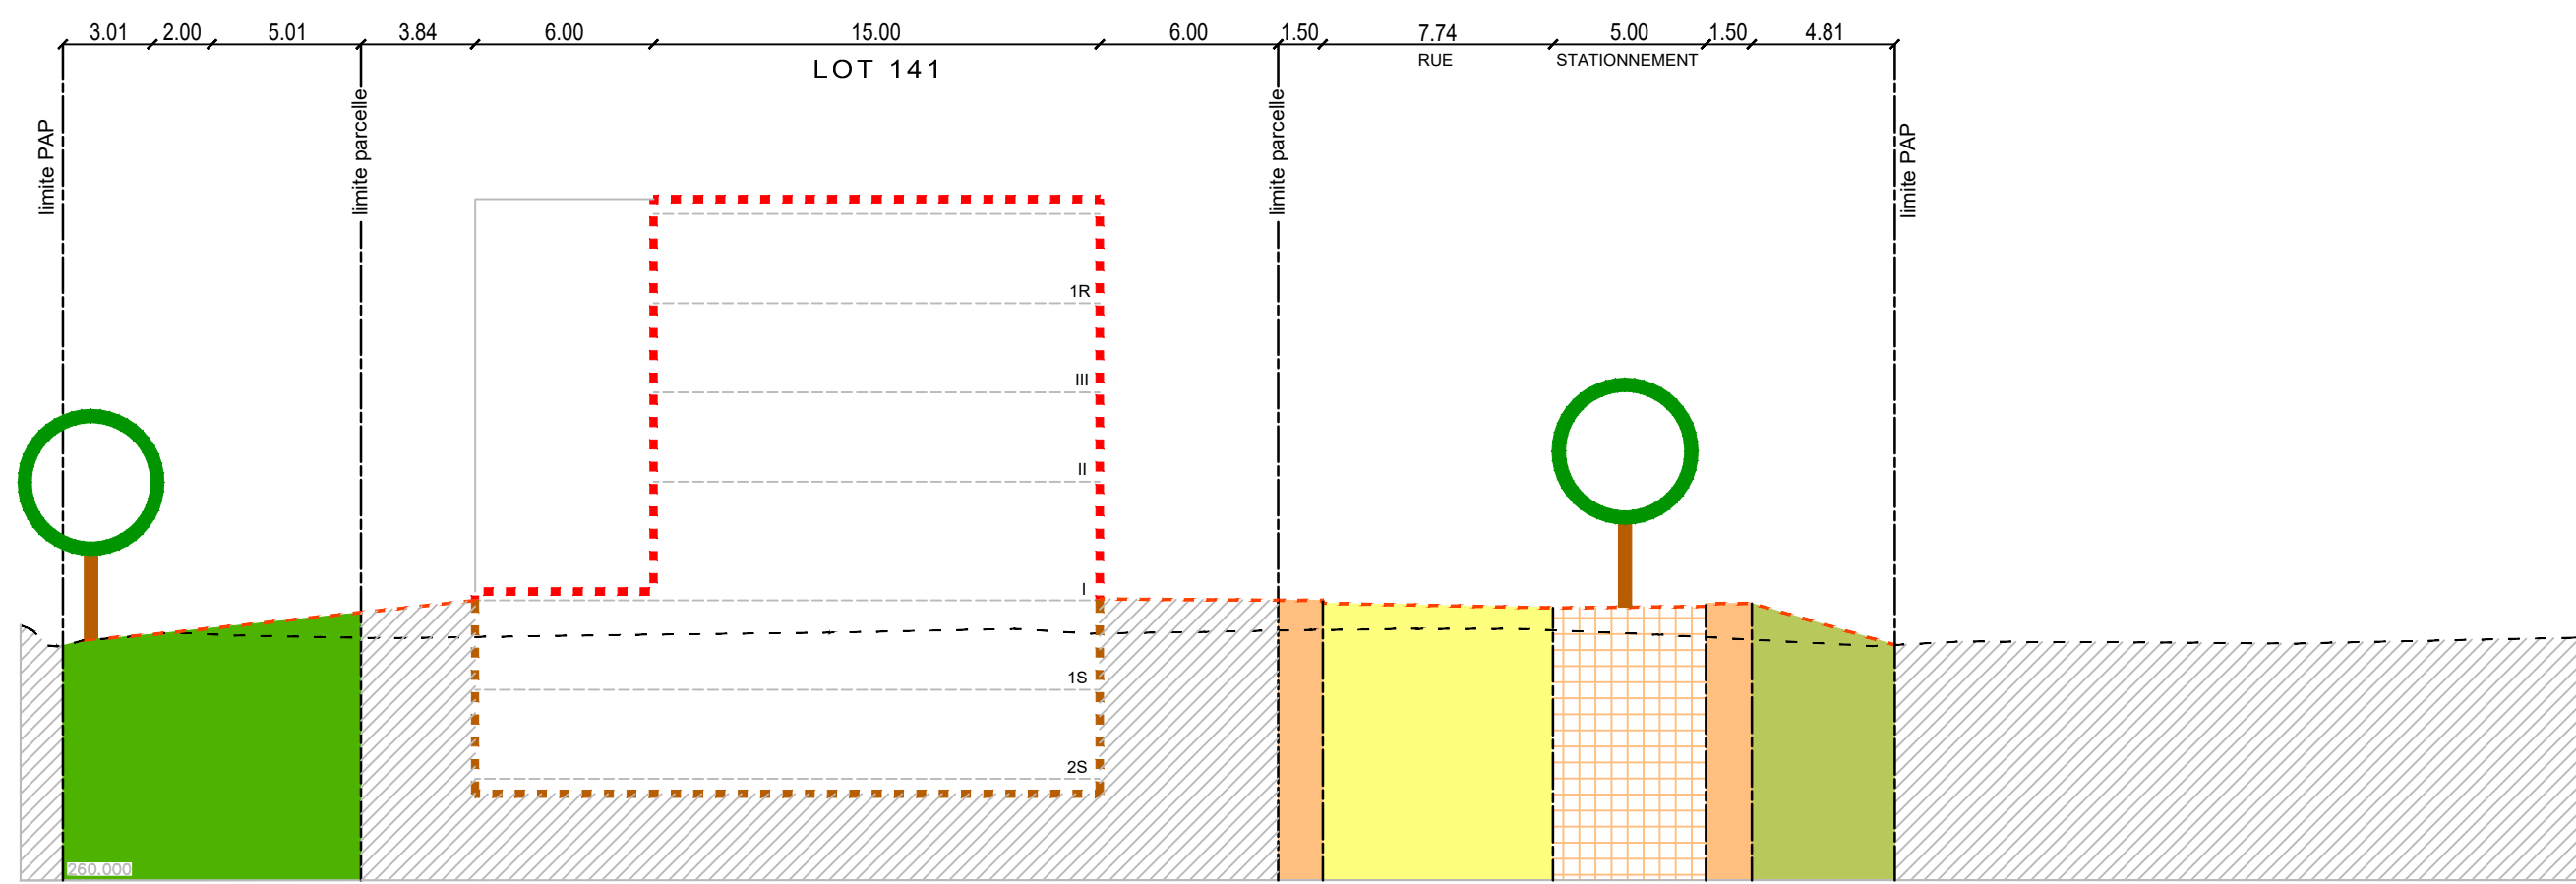 3.01 2.00 5.01 3.84 6.00 15.00 6.00 1.50 7.74 5.00 1.50 4.81
RUE STATIONNEMENT
LOT 141
limite PAP
limite parcelle
limite parcelle
limite PAP
1R
III
II
I
1S
2S
260.000